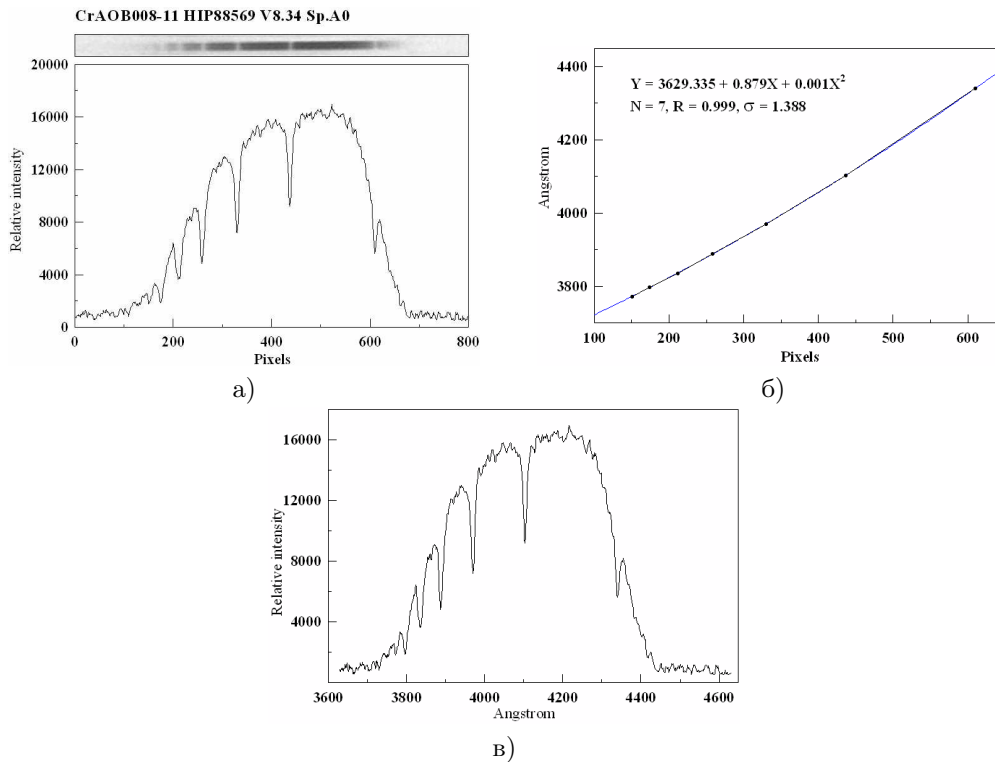 CrAOB008-11 HIP88569 V8.34 Sp.A0
20000
16000
12000
8000
4000
0
Relative intensity
0 200 400 600 800
Pixels
а)
4400
4200
4000
3800
Angstrom
Y = 3629.335 + 0.879X + 0.001X²
N = 7, R = 0.999, σ = 1.388
100 200 300 400 500 600
Pixels
б)
16000
12000
8000
4000
Relative intensity
3600 3800 4000 4200 4400 4600
Angstrom
в)